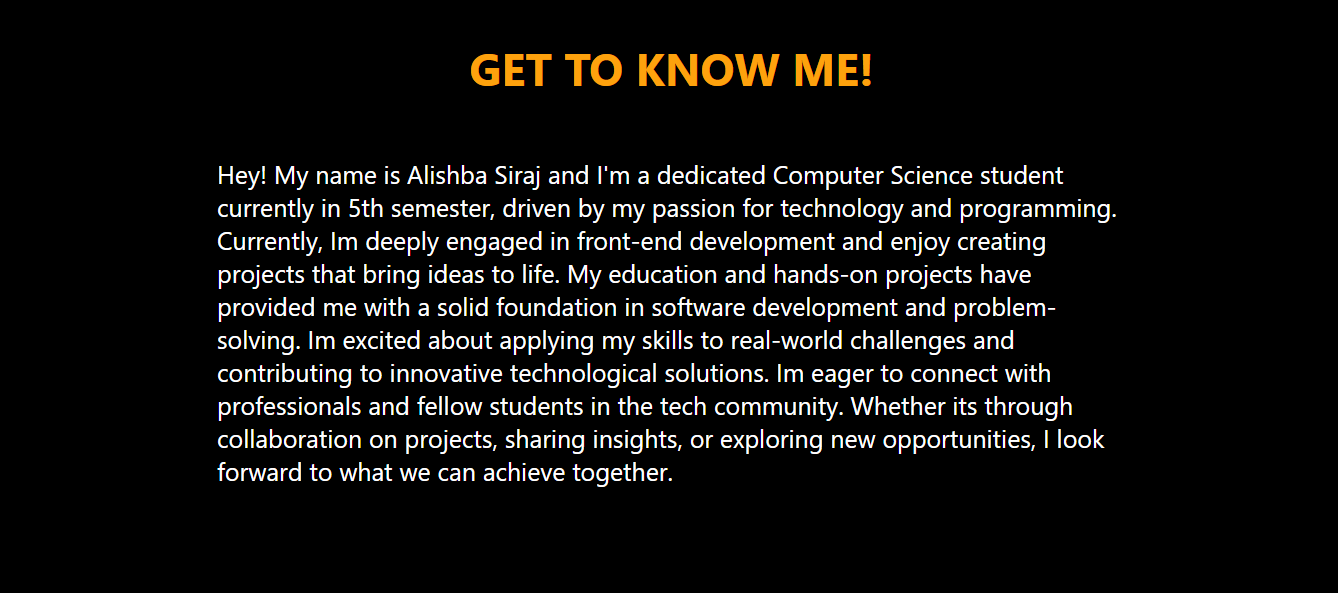 GET TO KNOW ME!
Hey! My name is Alishba Siraj and I'm a dedicated Computer Science student
currently in 5th semester, driven by my passion for technology and programming.
Currently, Im deeply engaged in front-end development and enjoy creating
projects that bring ideas to life. My education and hands-on projects have
provided me with a solid foundation in software development and problem-
solving. Im excited about applying my skills to real-world challenges and
contributing to innovative technological solutions. Im eager to connect with
professionals and fellow students in the tech community. Whether its through
collaboration on projects, sharing insights, or exploring new opportunities, I look
forward to what we can achieve together.